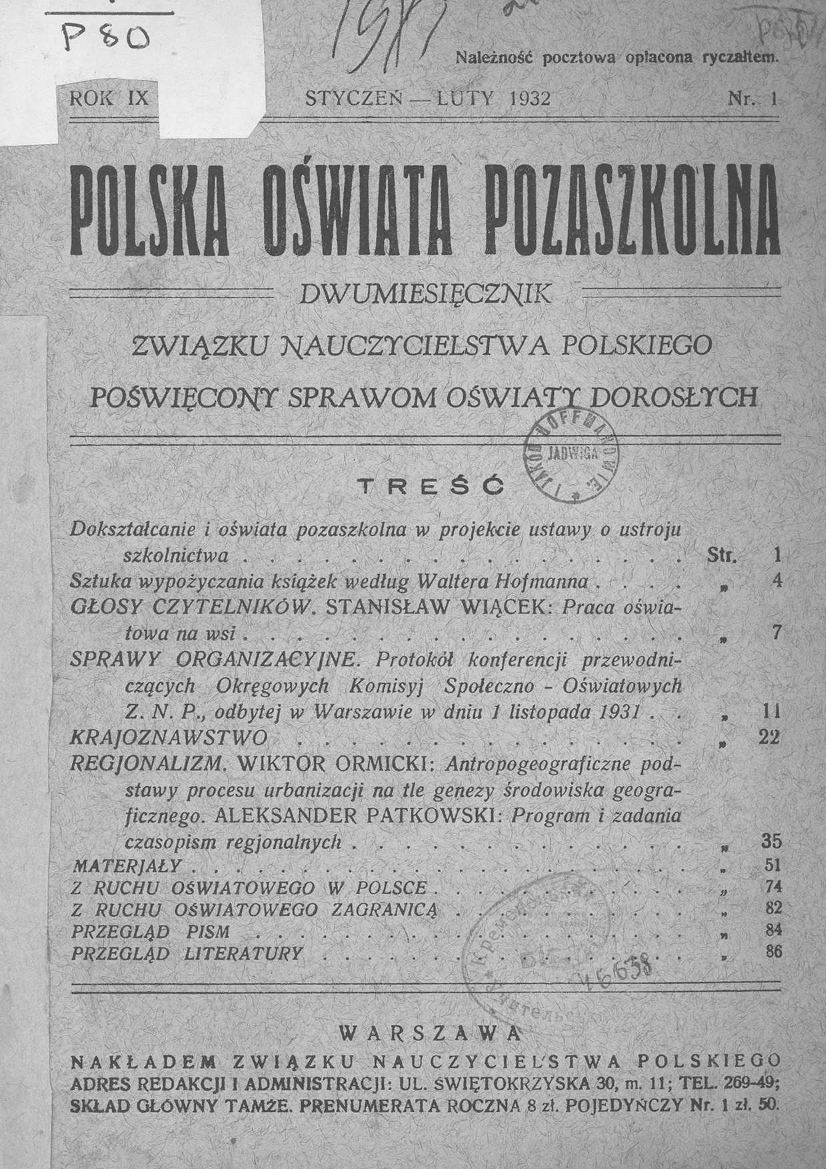 P80
Należność pocztowa opłacona ryczałtem.
ROK IX STYCZEŃ — LUTY 1932 Nr. 1
POLSKA OŚWIATA POZASZKOLNA
DWUMIESIĘCZNIK
ZWIĄZKU NAUCZYCIELSTWA POLSKIEGO
POŚWIĘCONY SPRAWOM OŚWIATY DOROSŁYCH
I JAKÓB HOFFMANOWIE
JADWIGA
TREŚĆ
Dokształcanie i oświata pozaszkolna w projekcie ustawy o ustroju
szkolnictwa . . . . . . . . . . . . . . . . . Str. 1
Sztuka wypożyczania książek według Waltera Hofmanna . . . . „ 4
GŁOSY CZYTELNIKÓW. STANISŁAW WIĄCEK: Praca oświa-
towa na wsi . . . . . . . . . . . . . . . . . „ 7
SPRAWY ORGANIZACYJNE. Protokół konferencji przewodni-
czących Okręgowych Komisyj Społeczno - Oświatowych
Z. N. P., odbytej w Warszawie w dniu 1 listopada 1931 . . „ 11
KRAJOZNAWSTWO . . . . . . . . . . . . . . . „ 22
REGJONALIZM. WIKTOR ORMICKI: Antropogeograficzne pod-
stawy procesu urbanizacji na tle genezy środowiska geogra-
ficznego. ALEKSANDER PATKOWSKI: Program i zadania
czasopism regjonalnych . . . . . . . . . . . . . „ 35
MATERJAŁY . . . . . . . . . . . . . . . . . . . „ 51
Z RUCHU OŚWIATOWEGO W POLSCE . . . . . . . . . . „ 74
Z RUCHU OŚWIATOWEGO ZAGRANICĄ . . . . . . . . . „ 82
PRZEGLĄD PISM . . . . . . . . . . . . . . . . . „ 84
PRZEGLĄD LITERATURY . . . . . . . . . . . . . . „ 86
46638
WARSZAWA
NAKŁADEM ZWIĄZKU NAUCZYCIELSTWA POLSKIEGO
ADRES REDAKCJI I ADMINISTRACJI: UL. ŚWIĘTOKRZYSKA 30, m. 11; TEL. 269-49;
SKŁAD GŁÓWNY TAMŻE. PRENUMERATA ROCZNA 8 zł. POJEDYŃCZY Nr. 1 zł. 50.